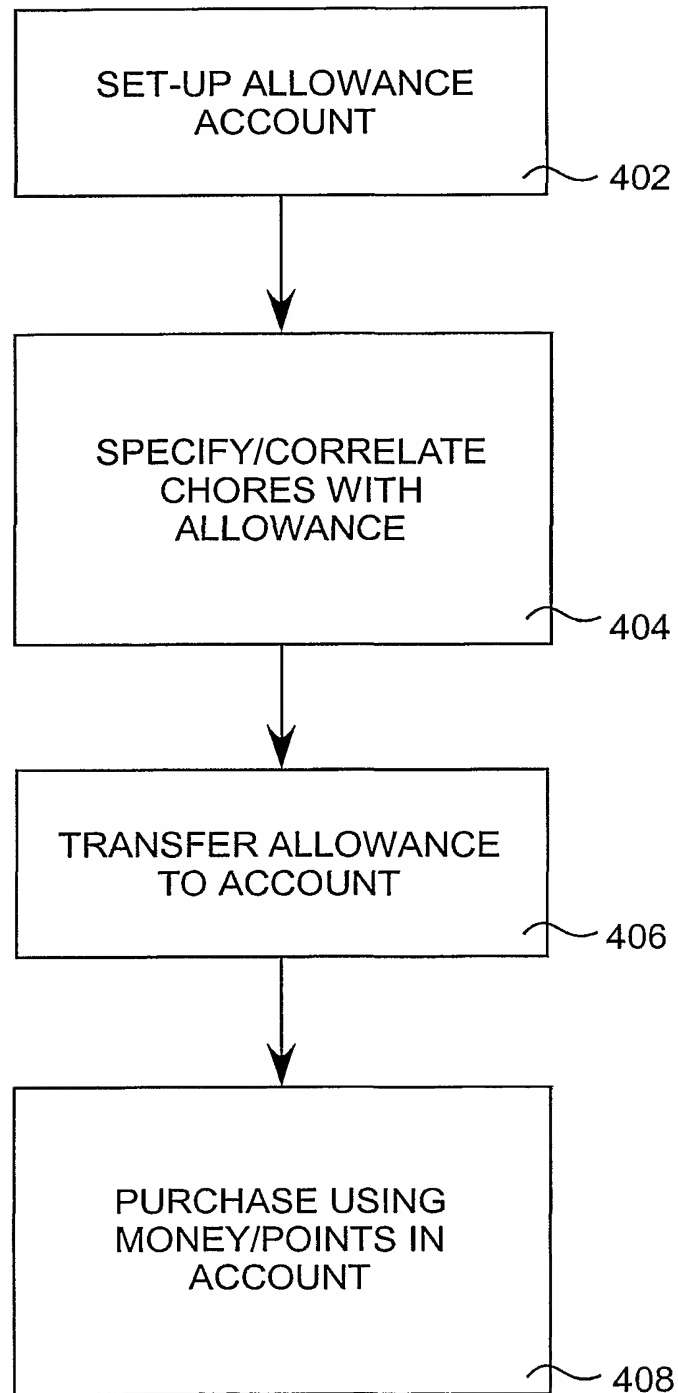 SET-UP ALLOWANCE
ACCOUNT
402
SPECIFY/CORRELATE
CHORES WITH
ALLOWANCE
404
TRANSFER ALLOWANCE
TO ACCOUNT
406
PURCHASE USING
MONEY/POINTS IN
ACCOUNT
408